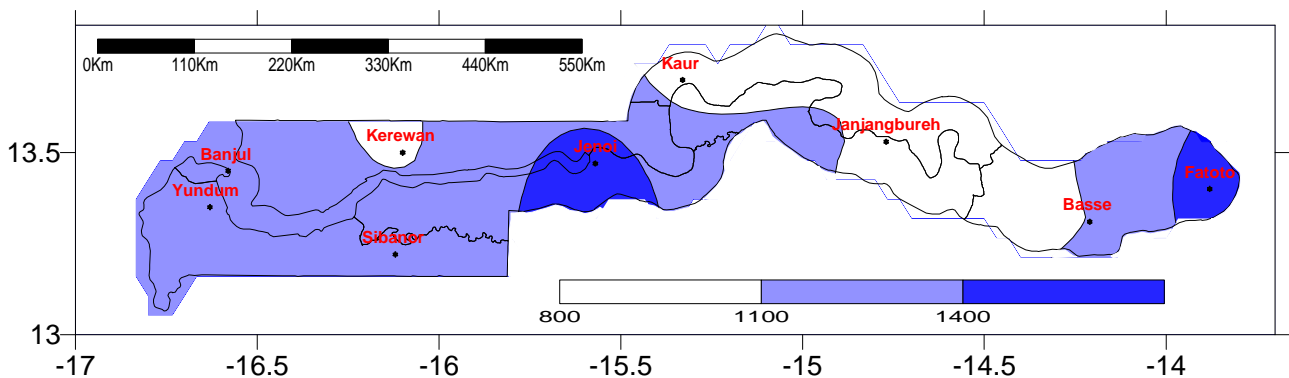 0Km 110Km 220Km 330Km 440Km 550Km
Kaur
13.5
Kerewan
Jenoi
Janjangbureh
Banjul
Yundum
Fatoto
Basse
Sibanor
800 1100 1400
13
-17 -16.5 -16 -15.5 -15 -14.5 -14